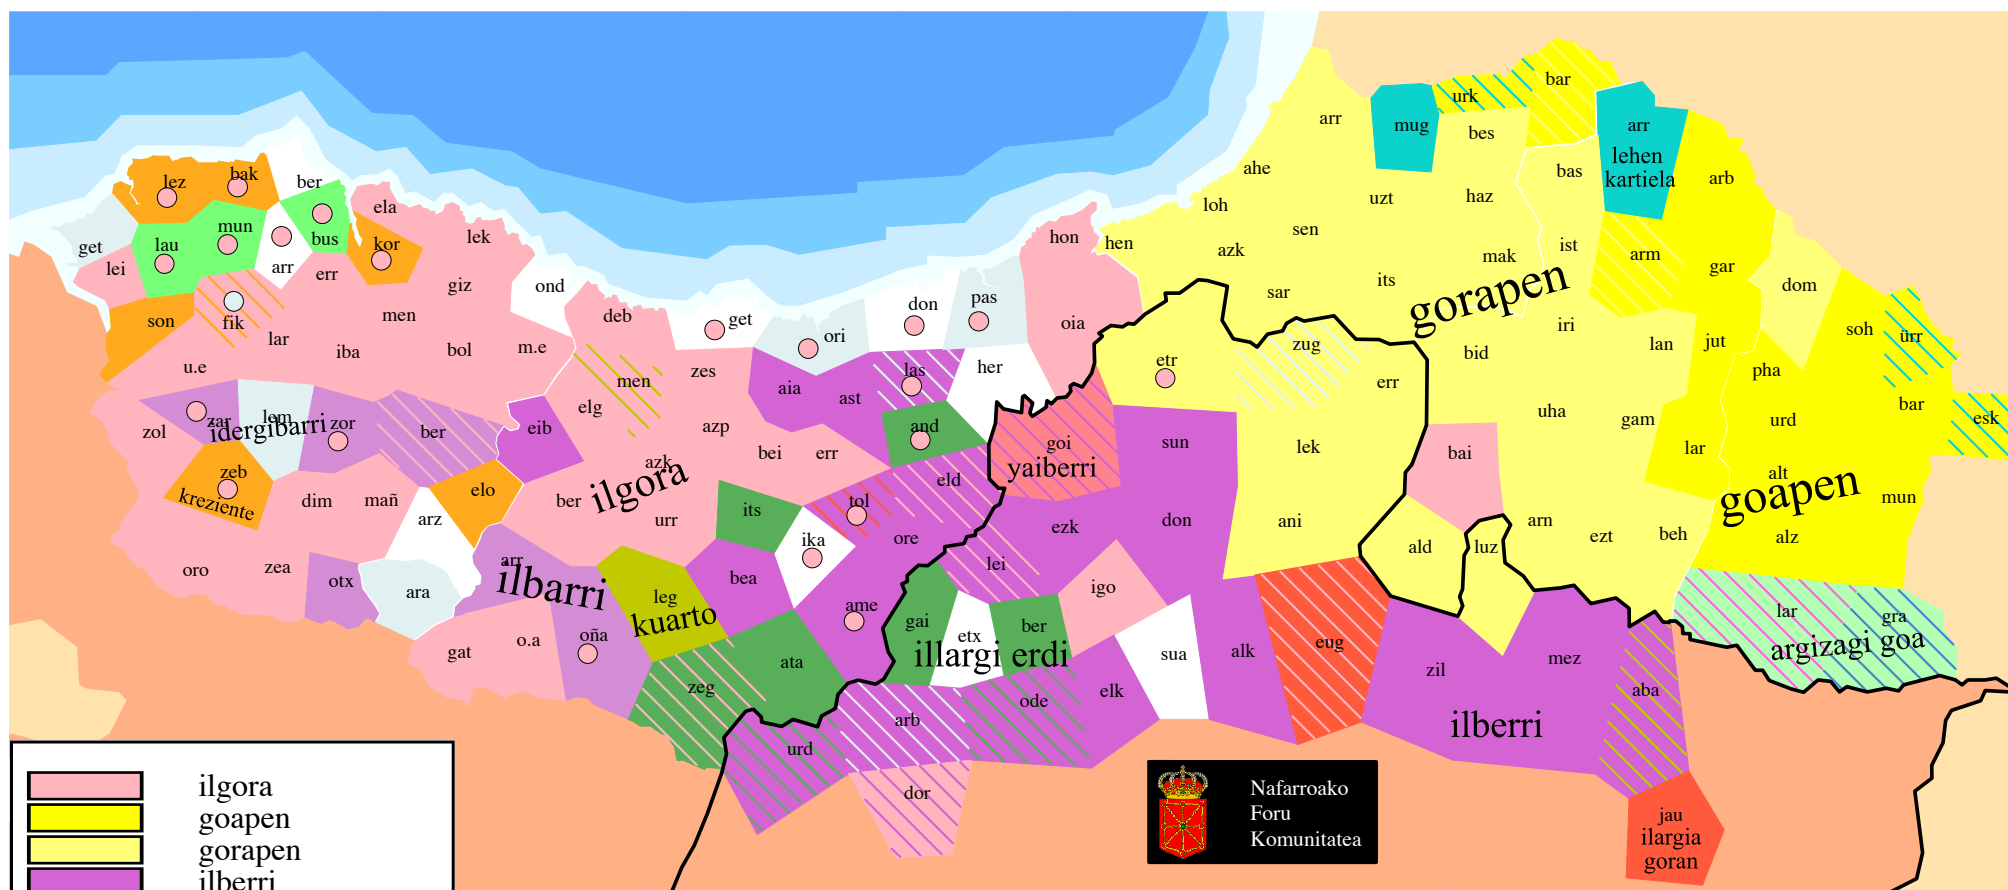 bar
urk
arr
mug
bes
arr
lehen
kartiela
ahe
bas
arb
lez
bak
ber
ela
uzt
haz
loh
get
lau
mun
bus
kor
lek
hon
hen
azk
sen
ist
arm
gar
lei
arr
err
giz
ond
don
pas
sar
its
mak
gorapen
dom
son
fik
men
deb
get
ori
oia
iri
soh
ürr
lar
iba
bol
m.e
her
etr
zug
bid
lan
jut
u.e
men
zes
aia
ast
las
err
pha
elg
uha
gam
urd
bar
esk
zol
zar
lem
idergibarri
zor
ber
eib
azp
and
goi
yaiberri
sun
lek
bai
lar
zeb
kreziente
dim
mañ
elo
azk
ilgora
bei
err
eld
alt
goapen
mun
arz
ber
urr
its
tol
ore
ezk
don
ani
arn
ezt
beh
alz
ika
ald
luz
oro
zea
otx
ara
arr
ilbarri
leg
kuarto
bea
ame
lei
igo
gai
etx
ber
illargi erdi
lar
gra
argizagi goa
gat
o.a
oña
ata
sua
alk
eug
zil
mez
zeg
arb
ode
elk
aba
ilberri
urd
dor
jau
ilargia
goran
Nafarroako
Foru
Komunitatea
ilgora
goapen
gorapen
ilberri